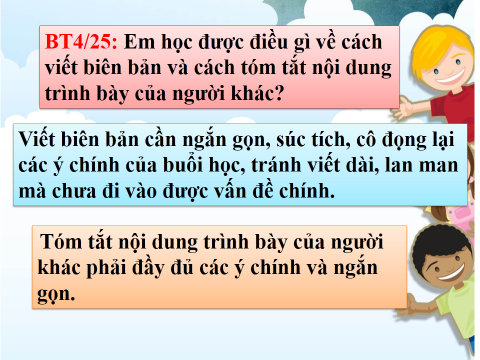 BT4/25: Em học được điều gì về cách
viết biên bản và cách tóm tắt nội dung
trình bày của người khác?
Viết biên bản cần ngắn gọn, súc tích, cô đọng lại
các ý chính của buổi học, tránh viết dài, lan man
mà chưa đi vào được vấn đề chính.
Tóm tắt nội dung trình bày của người
khác phải đầy đủ các ý chính và ngắn
gọn.